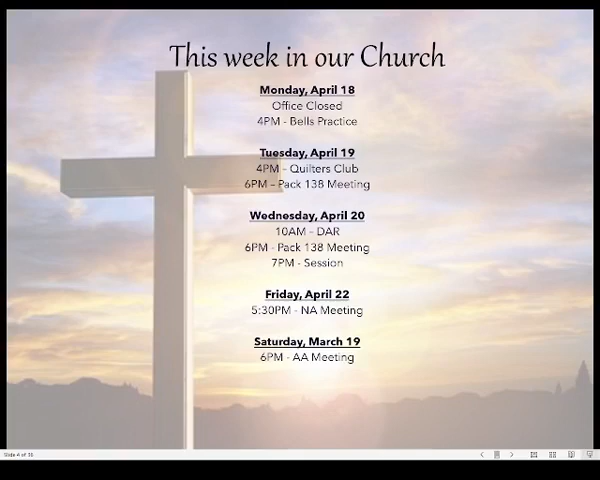 This week in our Church
Monday, April 18
Office Closed
4PM - Bells Practice
Tuesday, April 19
4PM – Quilters Club
6PM – Pack 138 Meeting
Wednesday, April 20
10AM – DAR
6PM - Pack 138 Meeting
7PM - Session
Friday, April 22
5:30PM - NA Meeting
Saturday, March 19
6PM - AA Meeting